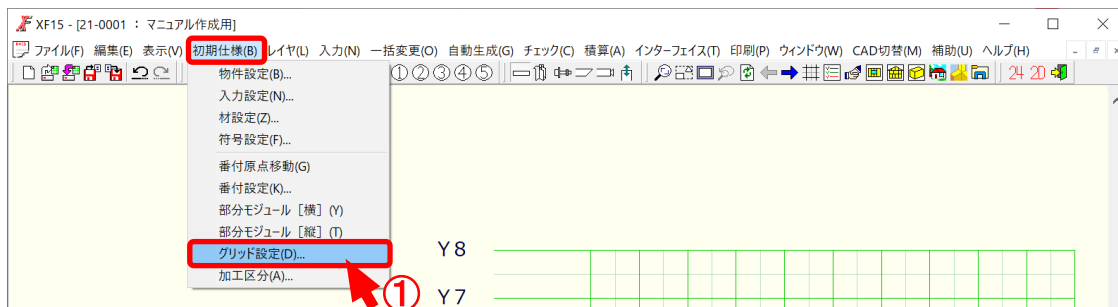 XF15 - [21-0001 ： マニュアル作成用]
ファイル(F) 編集(E) 表示(V) 初期仕様(B) レイヤ(L) 入力(N) 一括変更(O) 自動生成(G) チェック(C) 積算(A) インターフェイス(T) 印刷(P) ウィンドウ(W) CAD切替(M) 補助(U) ヘルプ(H)
①②③④⑤ 24 2D
物件設定(B)...
入力設定(N)...
材設定(Z)...
符号設定(F)...
番付原点移動(G)
番付設定(K)...
部分モジュール［横］(Y)
部分モジュール［縦］(T)
グリッド設定(D)...
加工区分(A)...
①
Y8
Y7